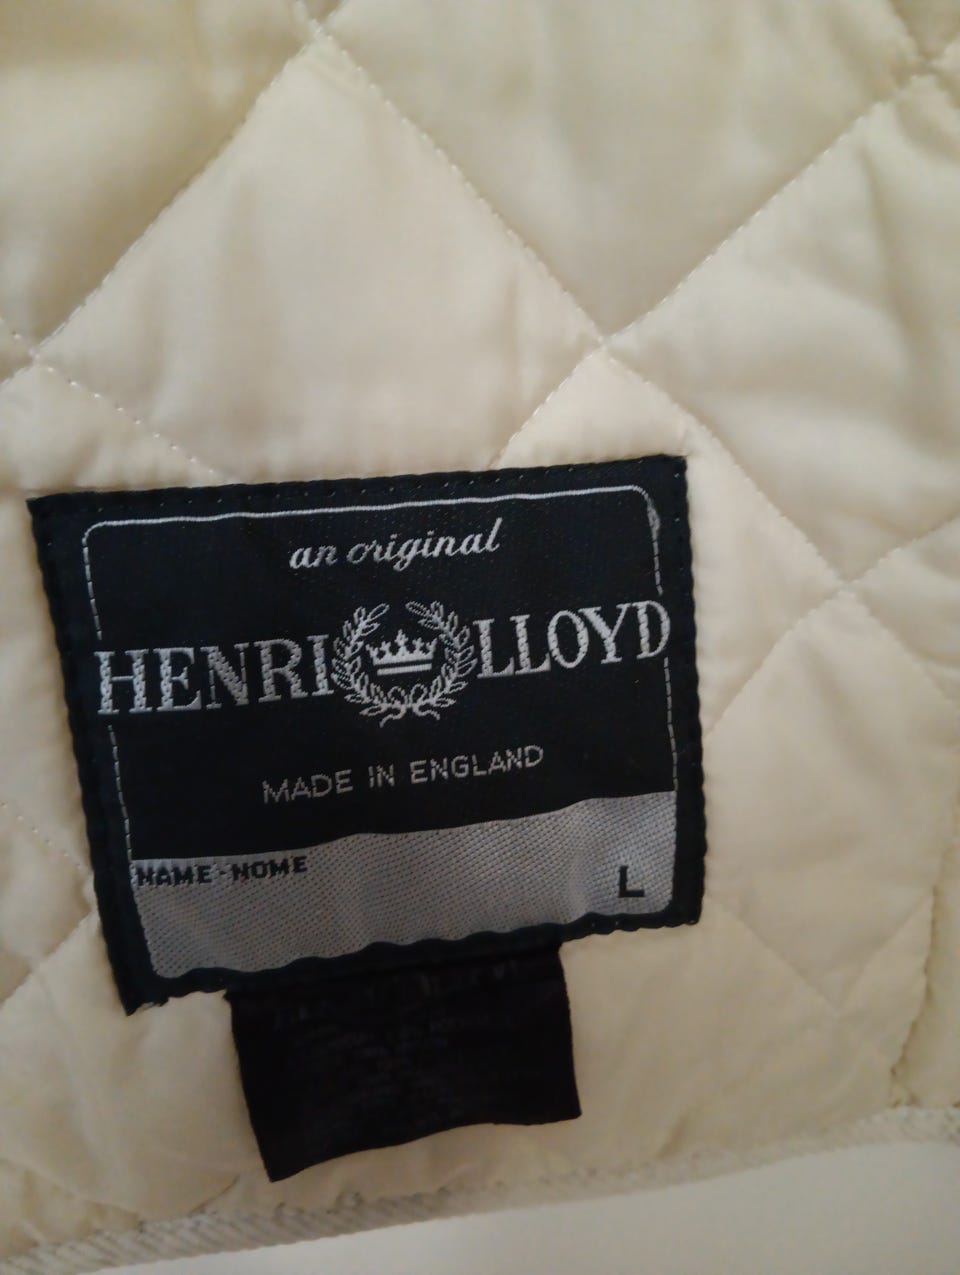 an original
HENRI LLOYD
MADE IN ENGLAND
NAME - NOME
L